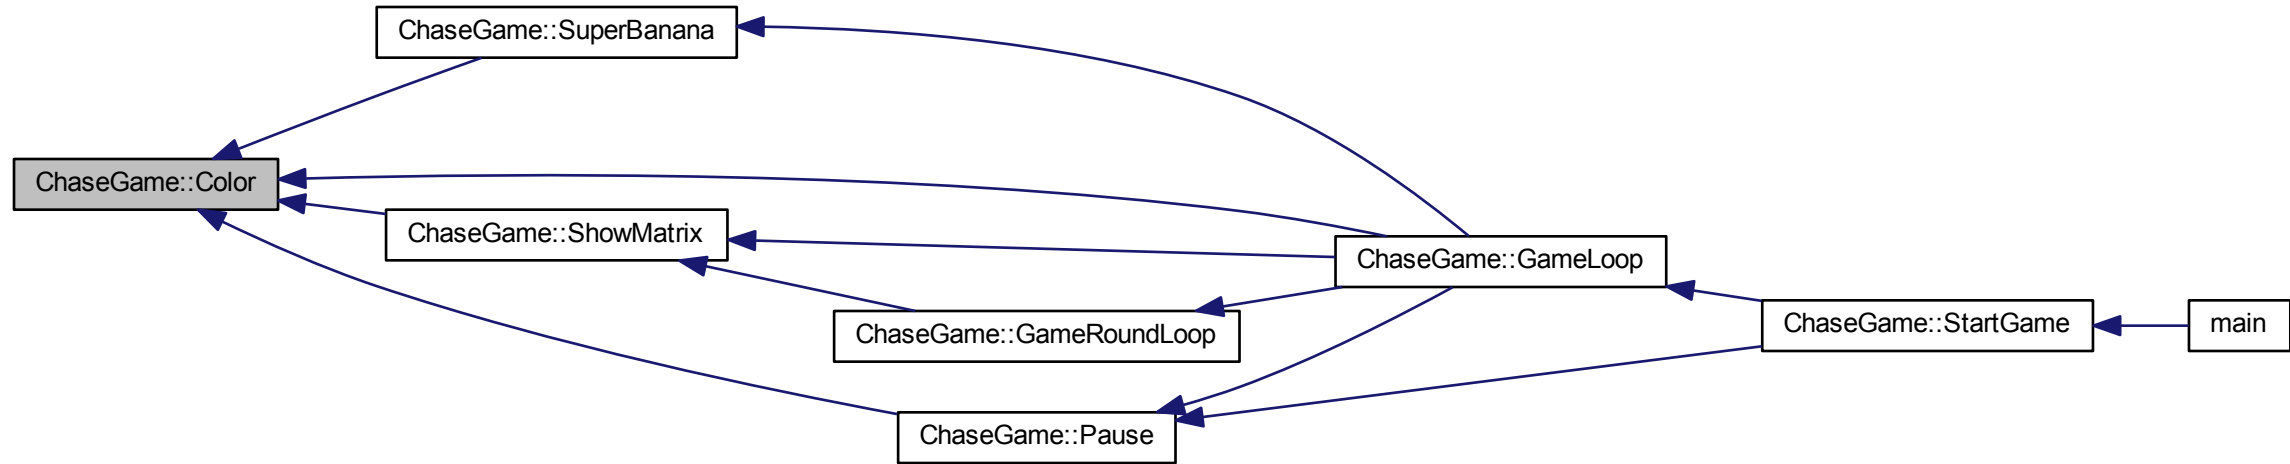 ChaseGame::SuperBanana
ChaseGame::Color
ChaseGame::ShowMatrix
ChaseGame::GameLoop
ChaseGame::GameRoundLoop
ChaseGame::StartGame
main
ChaseGame::Pause